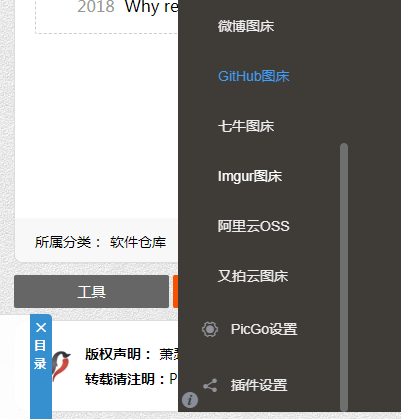 2018 Why re
所属分类： 软件仓库
工具
目
录
版权声明： 萧
转载请注明：P
微博图床
GitHub图床
七牛图床
Imgur图床
阿里云OSS
又拍云图床
PicGo设置
插件设置